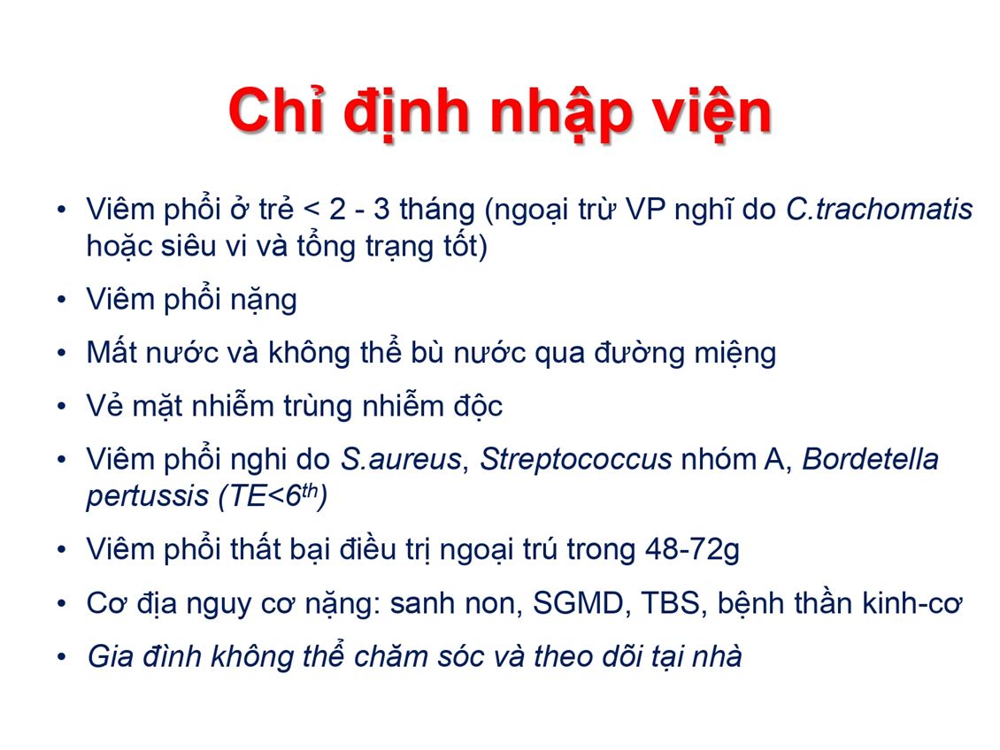 Chỉ định nhập viện
• Viêm phổi ở trẻ < 2 - 3 tháng (ngoại trừ VP nghĩ do C.trachomatis
hoặc siêu vi và tổng trạng tốt)
• Viêm phổi nặng
• Mất nước và không thể bù nước qua đường miệng
• Vẻ mặt nhiễm trùng nhiễm độc
• Viêm phổi nghi do S.aureus, Streptococcus nhóm A, Bordetella
pertussis (TE<6th)
• Viêm phổi thất bại điều trị ngoại trú trong 48-72g
• Cơ địa nguy cơ nặng: sanh non, SGMD, TBS, bệnh thần kinh-cơ
• Gia đình không thể chăm sóc và theo dõi tại nhà